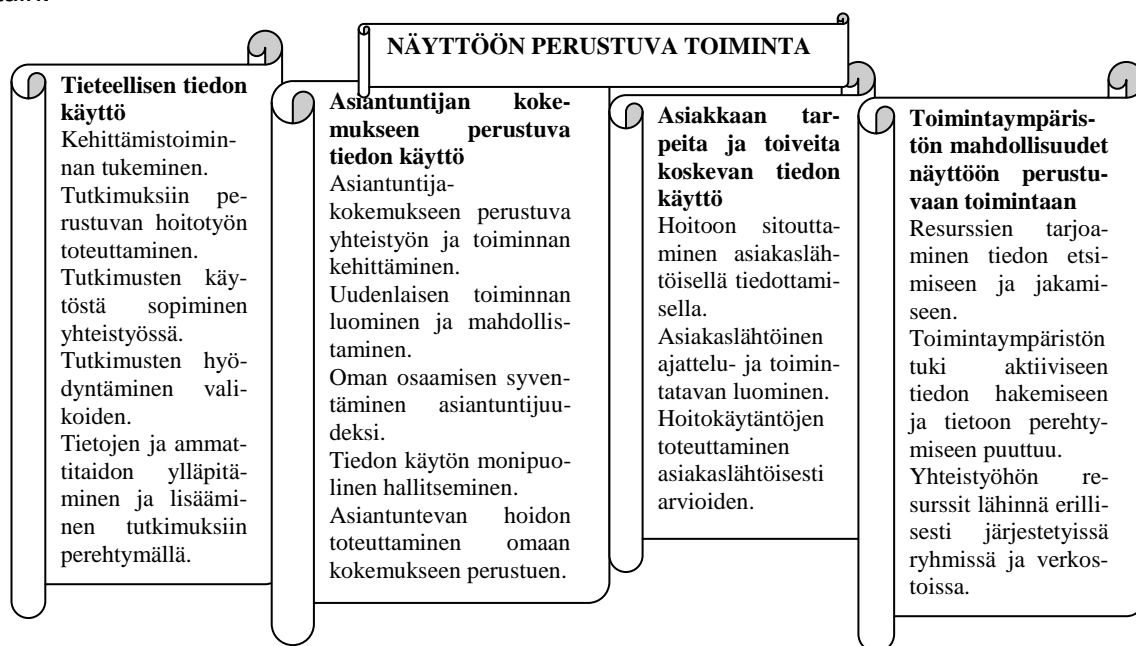 NÄYTTÖÖN PERUSTUVA TOIMINTA
Tieteellisen tiedon
käyttö
Kehittämistoimin-
nan tukeminen.
Tutkimuksiin pe-
rustuvan hoitotyön
toteuttaminen.
Tutkimusten käy-
töstä sopiminen
yhteistyössä.
Tutkimusten hyö-
dyntäminen vali-
koiden.
Tietojen ja ammat-
titaidon ylläpitä-
minen ja lisäämi-
nen tutkimuksiin
perehtymällä.
Asiantuntijan koke-
mukseen perustuva
tiedon käyttö
Asiantuntija-
kokemukseen perustuva
yhteistyön ja toiminnan
kehittäminen.
Uudenlaisen toiminnan
luominen ja mahdollis-
taminen.
Oman osaamisen syven-
täminen asiantuntijuu-
deksi.
Tiedon käytön monipuo-
linen hallitseminen.
Asiantuntevan hoidon
toteuttaminen omaan
kokemukseen perustuen.
Asiakkaan tar-
peita ja toiveita
koskevan tiedon
käyttö
Hoitoon sitoutta-
minen asiakasläh-
töisellä tiedottami-
sella.
Asiakaslähtöinen
ajattelu- ja toimin-
tatavan luominen.
Hoitokäytäntöjen
toteuttaminen
asiakaslähtöisesti
arvioiden.
Toimintaympäris-
tön mahdollisuudet
näyttöön perustu-
vaan toimintaan
Resurssien tarjoa-
minen tiedon etsi-
miseen ja jakami-
seen.
Toimintaympäristön
tuki aktiiviseen
tiedon hakemiseen
ja tietoon perehty-
miseen puuttuu.
Yhteistyöhön re-
surssit lähinnä erilli-
sesti järjestetyissä
ryhmissä ja verkos-
toissa.